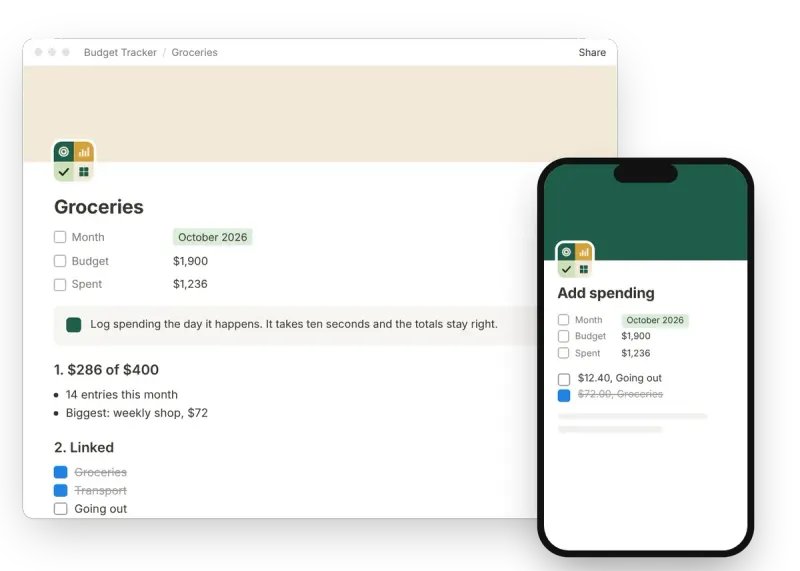 Budget Tracker / Groceries
Share
Groceries
Month October 2026
Budget $1,900
Spent $1,236
Log spending the day it happens. It takes ten seconds and the totals stay right.
1. $286 of $400
• 14 entries this month
• Biggest: weekly shop, $72
2. Linked
Groceries
Transport
Going out
Add spending
Month October 2026
Budget $1,900
Spent $1,236
$12.40, Going out
$72.00, Groceries